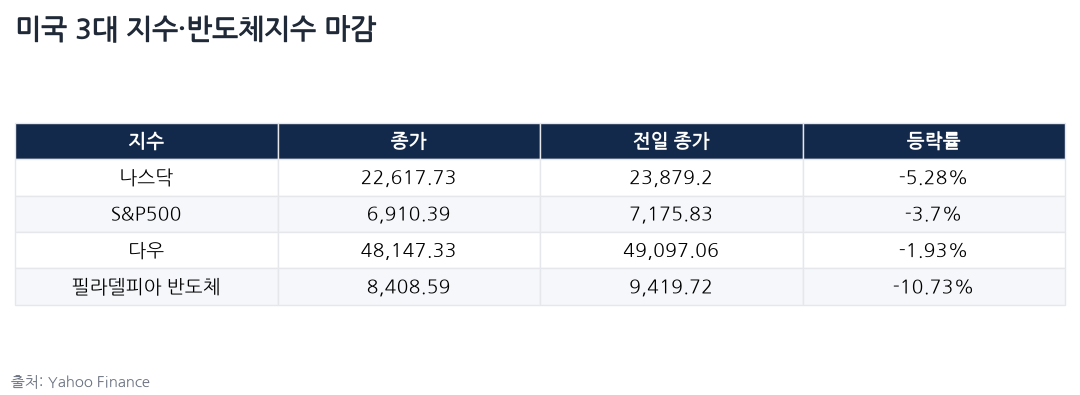 미국 3대 지수·반도체지수 마감
지수 종가 전일 종가 등락률
나스닥 22,617.73 23,879.2 -5.28%
S&P500 6,910.39 7,175.83 -3.7%
다우 48,147.33 49,097.06 -1.93%
필라델피아 반도체 8,408.59 9,419.72 -10.73%
출처: Yahoo Finance